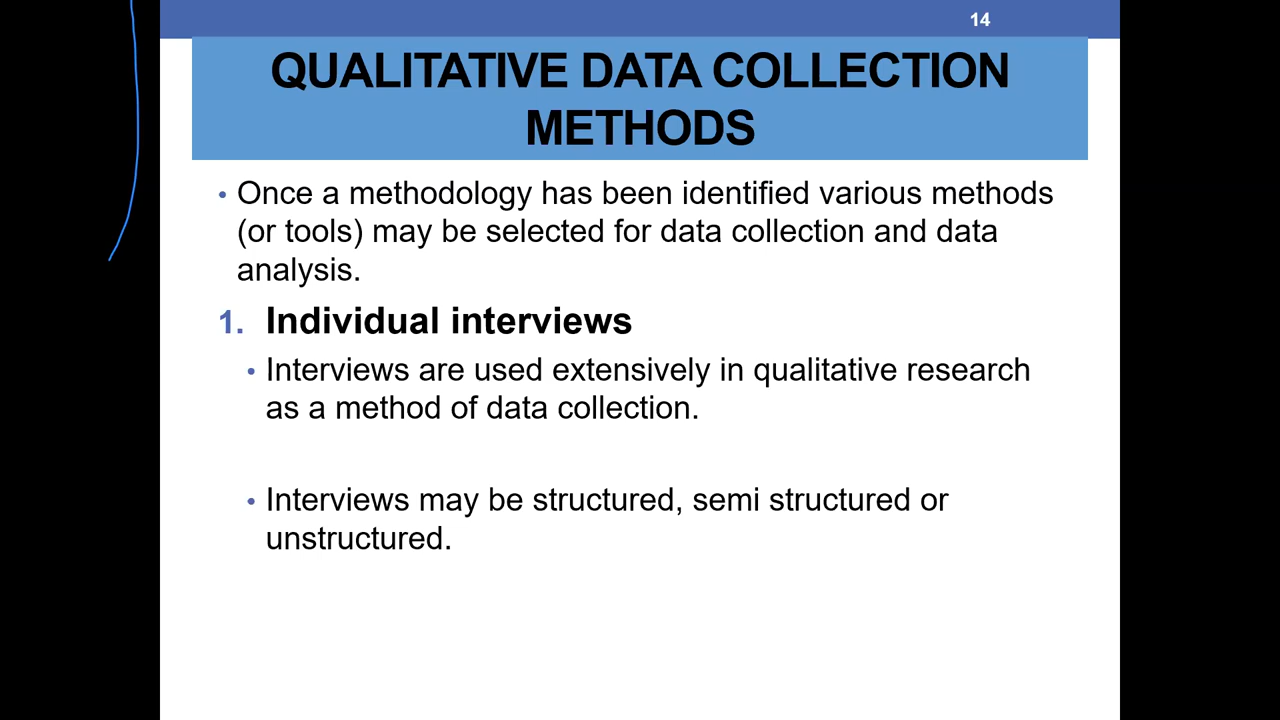 14
QUALITATIVE DATA COLLECTION
METHODS
• Once a methodology has been identified various methods
(or tools) may be selected for data collection and data
analysis.
1. Individual interviews
• Interviews are used extensively in qualitative research
as a method of data collection.
• Interviews may be structured, semi structured or
unstructured.